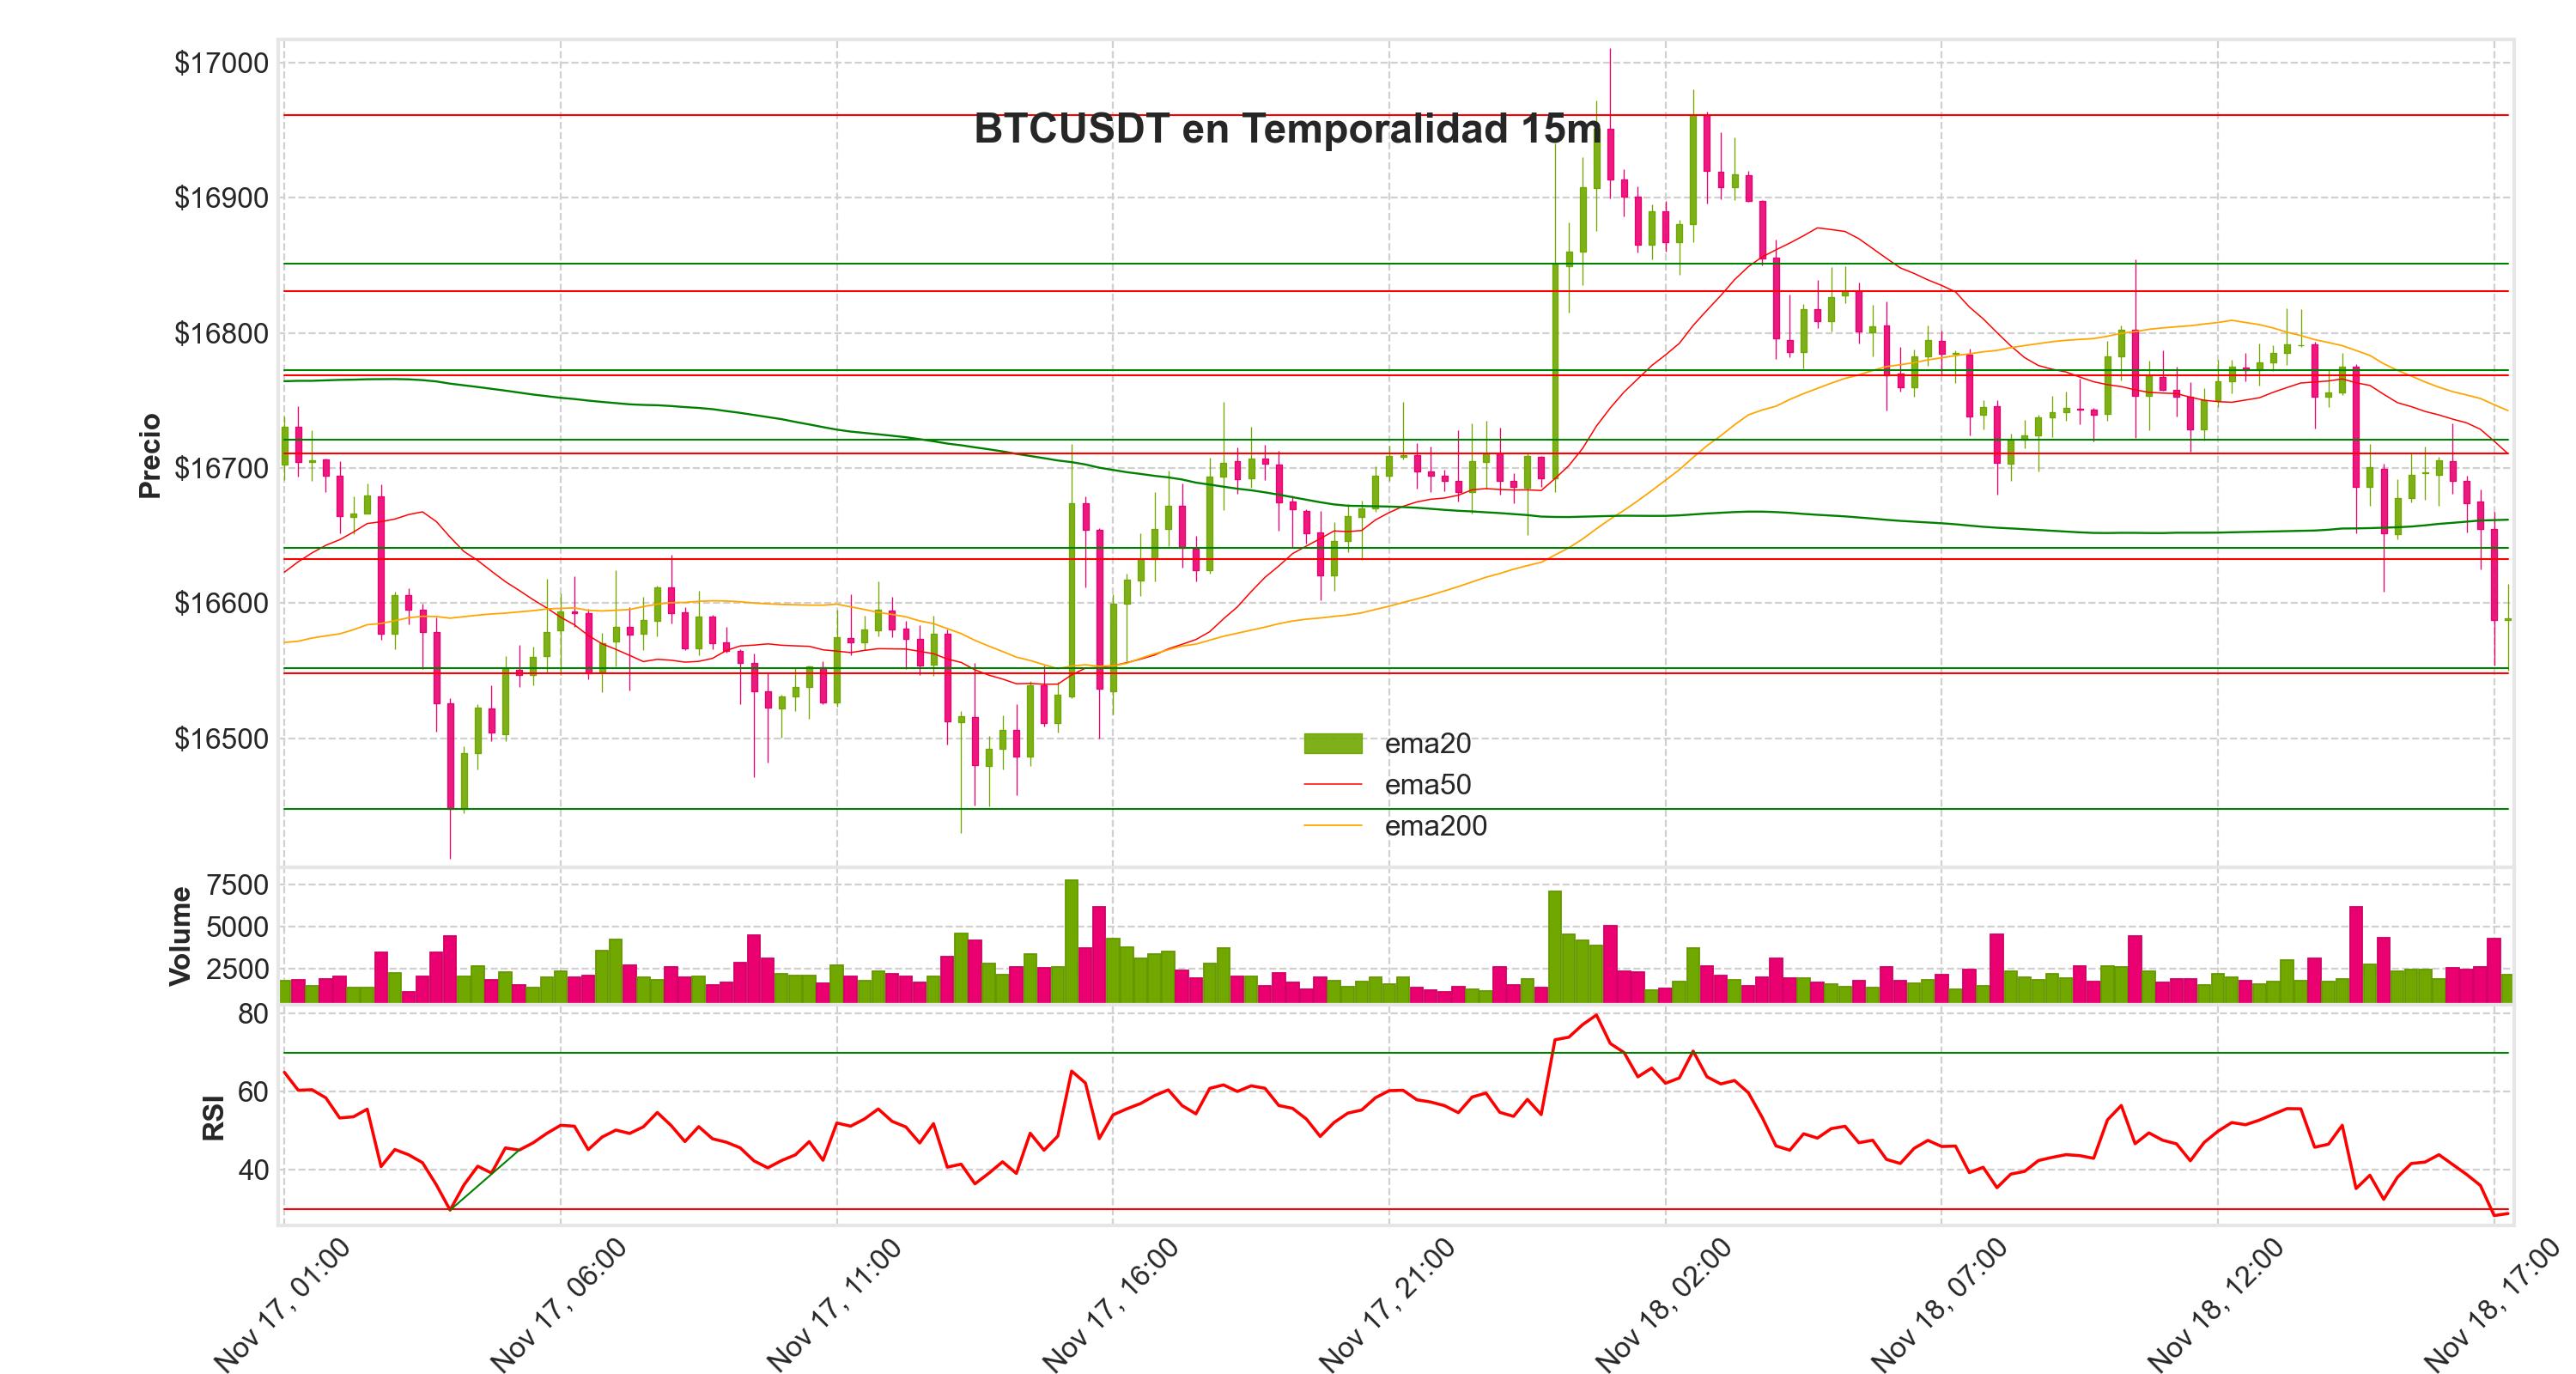 BTCUSDT en Temporalidad 15m
Precio
$17000
$16900
$16800
$16700
$16600
$16500
ema20
ema50
ema200
Volume
7500
5000
2500
RSI
80
60
40
Nov 17, 01:00
Nov 17, 06:00
Nov 17, 11:00
Nov 17, 16:00
Nov 17, 21:00
Nov 18, 02:00
Nov 18, 07:00
Nov 18, 12:00
Nov 18, 17:00